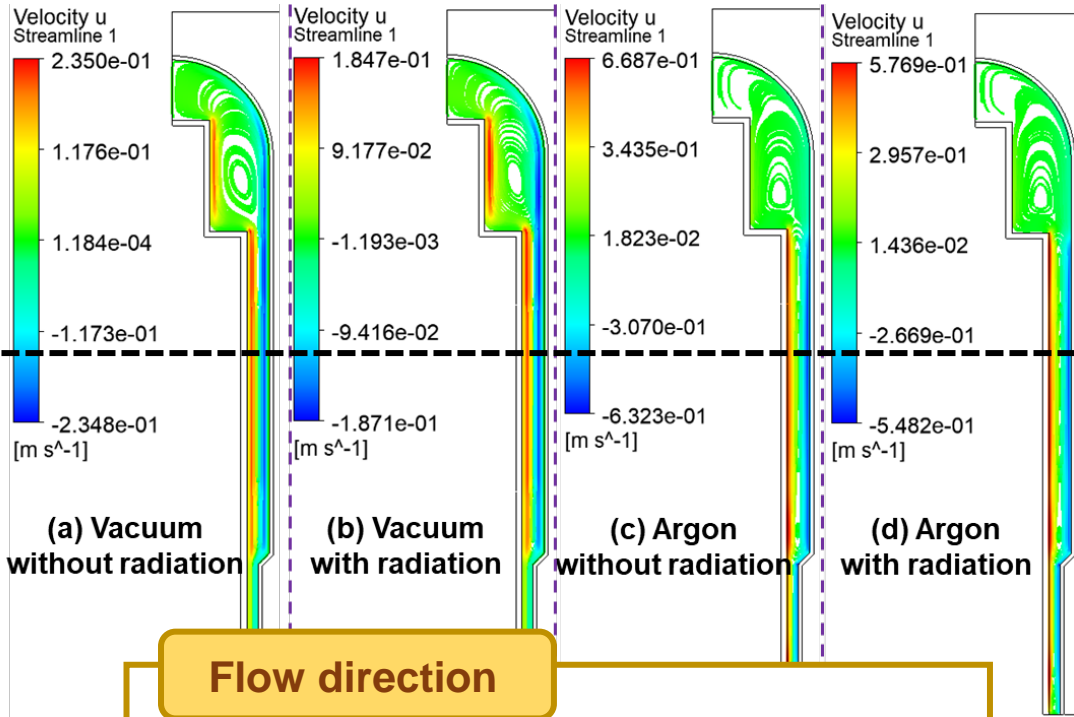 Velocity u
Streamline 1
2.350e-01
1.176e-01
1.184e-04
-1.173e-01
-2.348e-01
[m s^-1]
(a) Vacuum
without radiation
Velocity u
Streamline 1
1.847e-01
9.177e-02
-1.193e-03
-9.416e-02
-1.871e-01
[m s^-1]
(b) Vacuum
with radiation
Velocity u
Streamline 1
6.687e-01
3.435e-01
1.823e-02
-3.070e-01
-6.323e-01
[m s^-1]
(c) Argon
without radiation
Velocity u
Streamline 1
5.769e-01
2.957e-01
1.436e-02
-2.669e-01
-5.482e-01
[m s^-1]
(d) Argon
with radiation
Flow direction